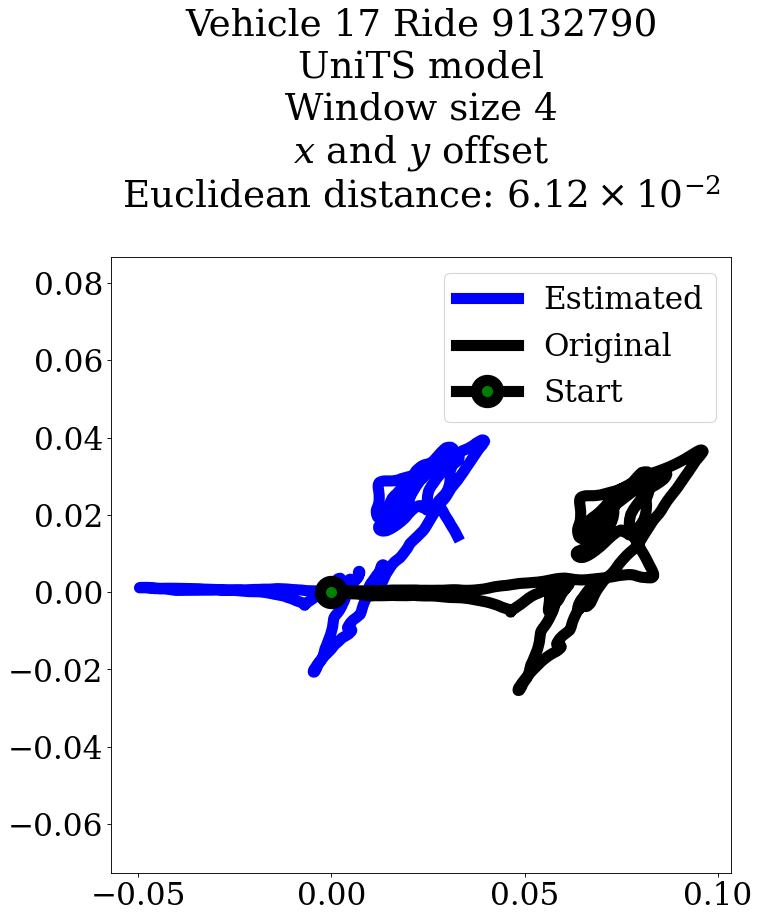 Vehicle 17 Ride 9132790
UniTS model
Window size 4
x and y offset
Euclidean distance: 6.12 × 10⁻²
Estimated
Original
Start
0.08
0.06
0.04
0.02
0.00
−0.02
−0.04
−0.06
−0.05
0.00
0.05
0.10